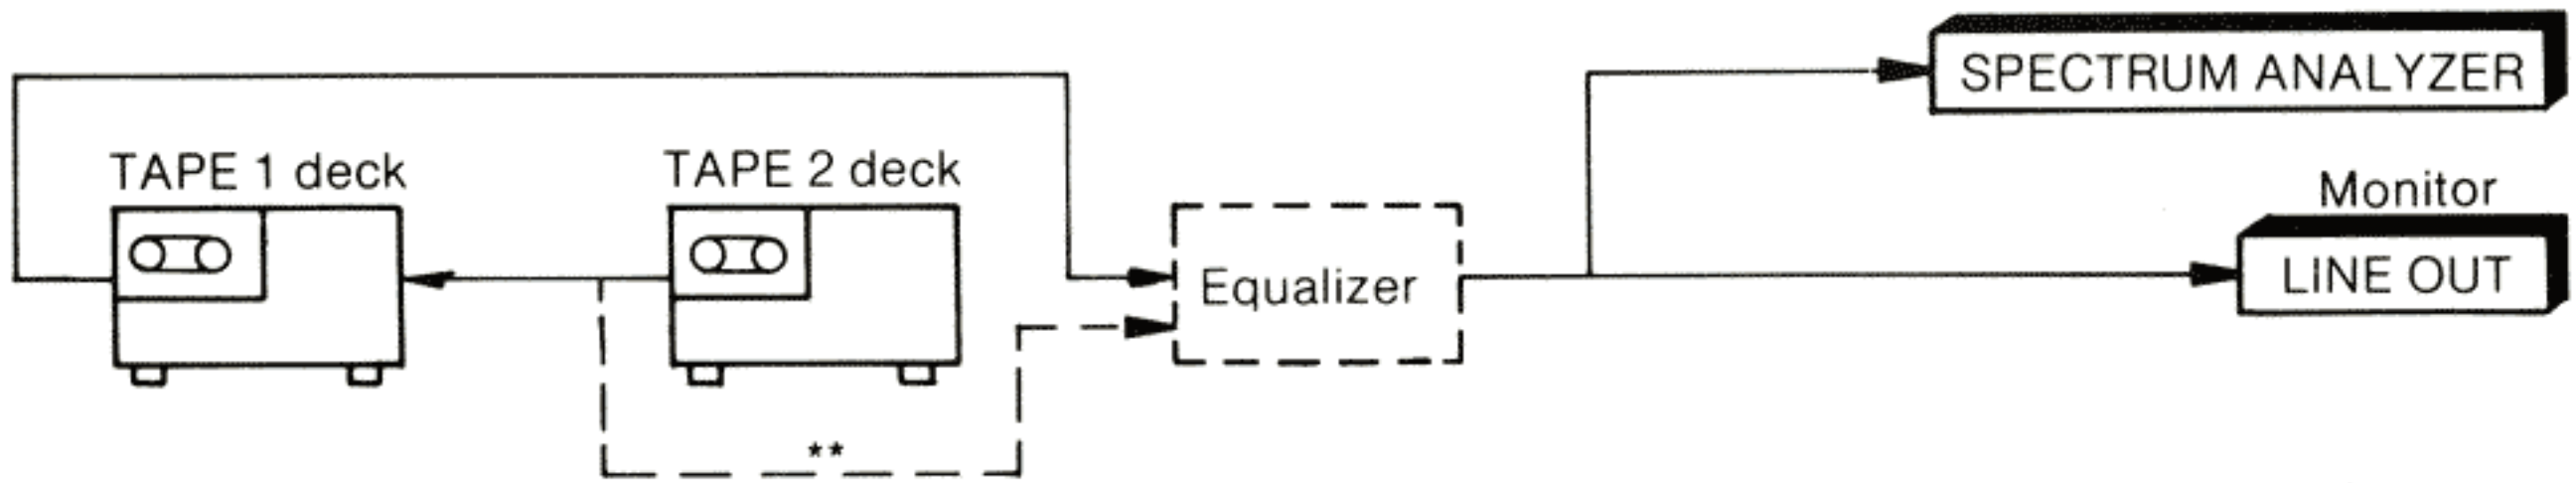 SPECTRUM ANALYZER
TAPE 1 deck
TAPE 2 deck
Monitor
Equalizer
LINE OUT
**